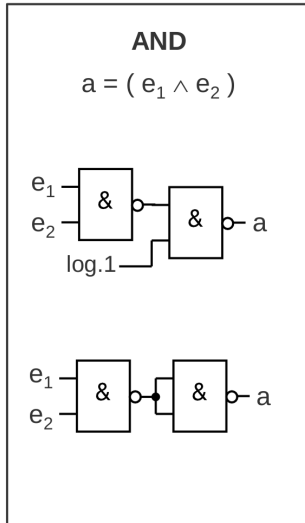 AND
a = ( e₁ ∧ e₂ )
e₁
&
&
e₂
a
log.1
e₁
&
&
e₂
a